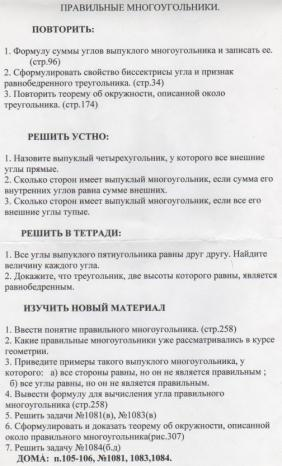 ПРАВИЛЬНЫЕ МНОГОУГОЛЬНИКИ.
ПОВТОРИТЬ:
1. Формулу суммы углов выпуклого многоугольника и записать ее.
(стр.96)
2. Сформулировать свойство биссектрисы угла и признак
равнобедренного треугольника. (стр.34)
3. Повторить теорему об окружности, описанной около
треугольника. (стр.174)
РЕШИТЬ УСТНО:
1. Назовите выпуклый четырехугольник, у которого все внешние
углы прямые.
2. Сколько сторон имеет выпуклый многоугольник, если сумма его
внутренних углов равна сумме внешних.
3. Сколько сторон имеет выпуклый многоугольник, если все его
внешние углы тупые.
РЕШИТЬ В ТЕТРАДИ:
1. Все углы выпуклого пятиугольника равны друг другу. Найдите
величину каждого угла.
2. Докажите, что треугольник, две высоты которого равны, является
равнобедренным.
ИЗУЧИТЬ НОВЫЙ МАТЕРИАЛ
1. Ввести понятие правильного многоугольника. (стр.258)
2. Какие правильные многоугольники уже рассматривались в курсе
геометрии.
3. Приведите примеры такого выпуклого многоугольника, у
которого: а) все стороны равны, но он не является правильным ;
б) все углы равны, но он не является правильным.
4. Вывести формулу для вычисления угла правильного
многоугольника (стр.258)
5. Решить задачи №1081(в), №1083(в)
6. Сформулировать и доказать теорему об окружности, описанной
около правильного многоугольника(рис.307)
7. Решить задачу №1084(б,д)
ДОМА: п.105-106, №1081, 1083,1084.